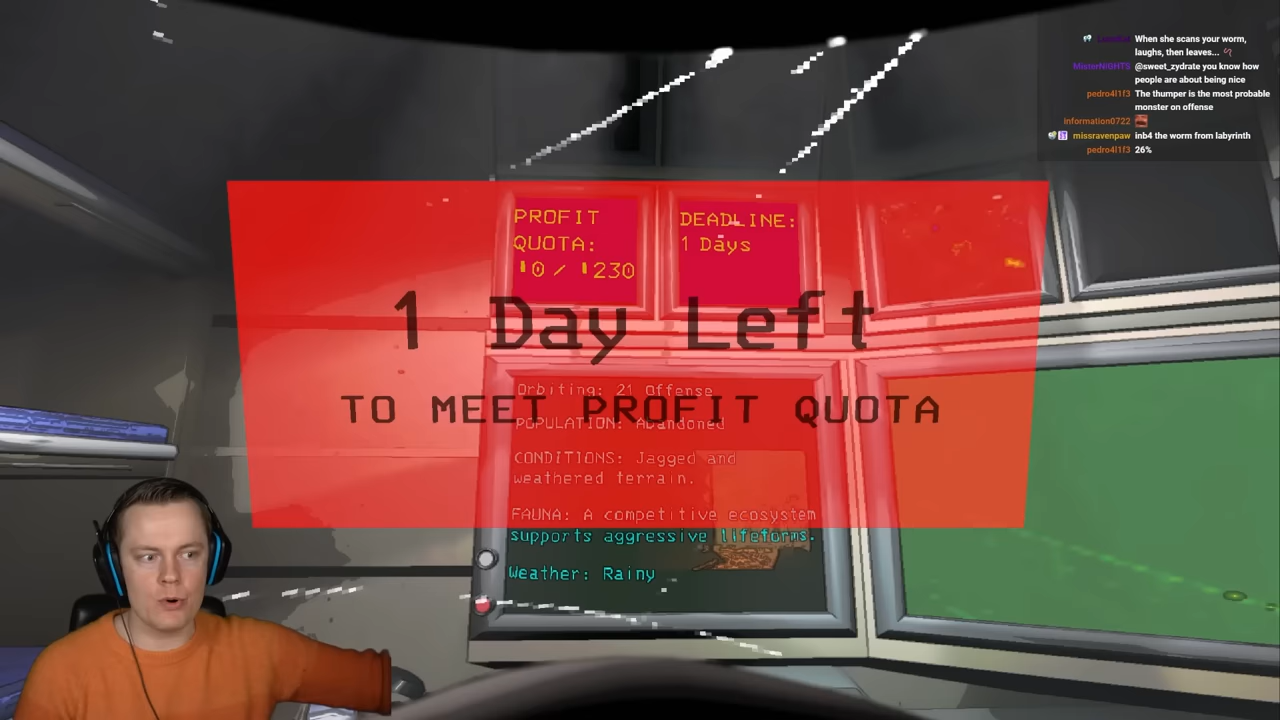 When she scans your worm,
laughs, then leaves...
MisterNIGHTS @sweet_zydrate you know how
people are about being nice
pedro4l1f3 The thumper is the most probable
monster on offense
information0722
missravenpaw inb4 the worm from labyrinth
pedro4l1f3 26%
PROFIT
QUOTA:
▮0 / ▮230
DEADLINE:
1 Days
1 Day Left
TO MEET PROFIT QUOTA
Orbiting: 21 Offense
POPULATION: Abandoned
CONDITIONS: Jagged and
weathered terrain.
FAUNA: A competitive ecosystem
supports aggressive lifeforms.
Weather: Rainy